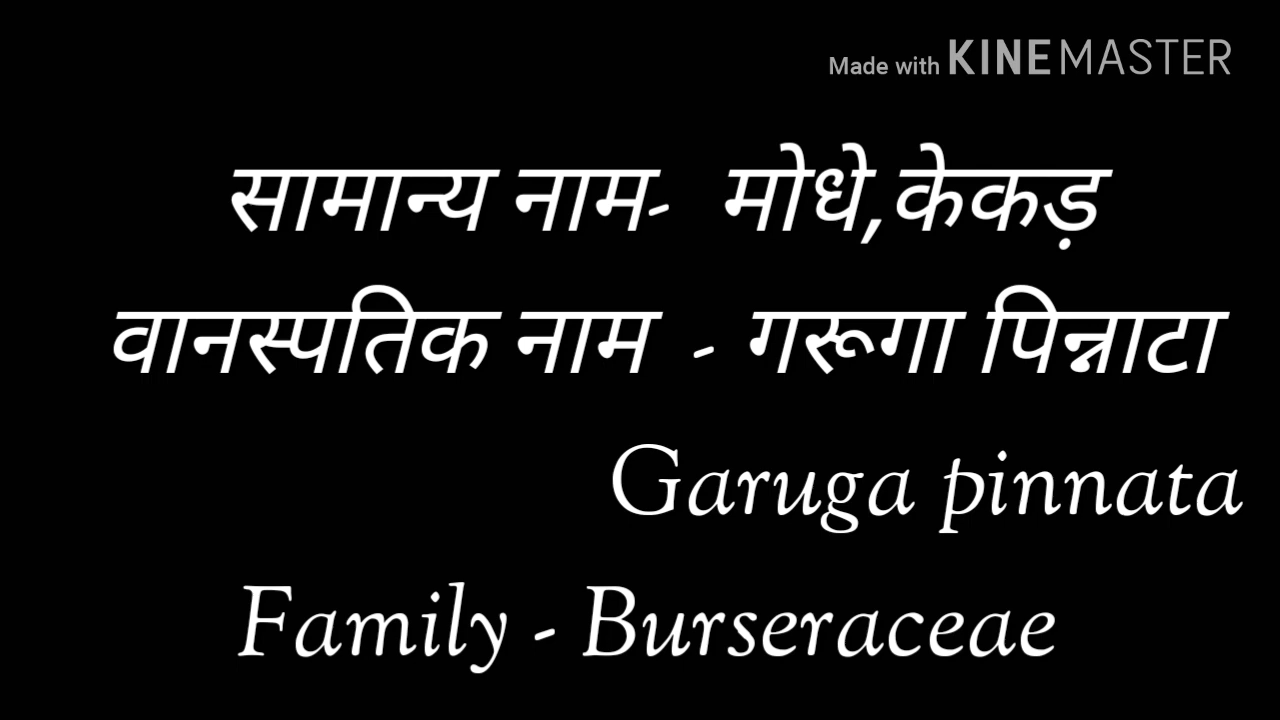 Made with KINEMASTER
सामान्य नाम- मोधे,केकड़
वानस्पतिक नाम - गरूगा पिन्नाटा
Garuga pinnata
Family - Burseraceae